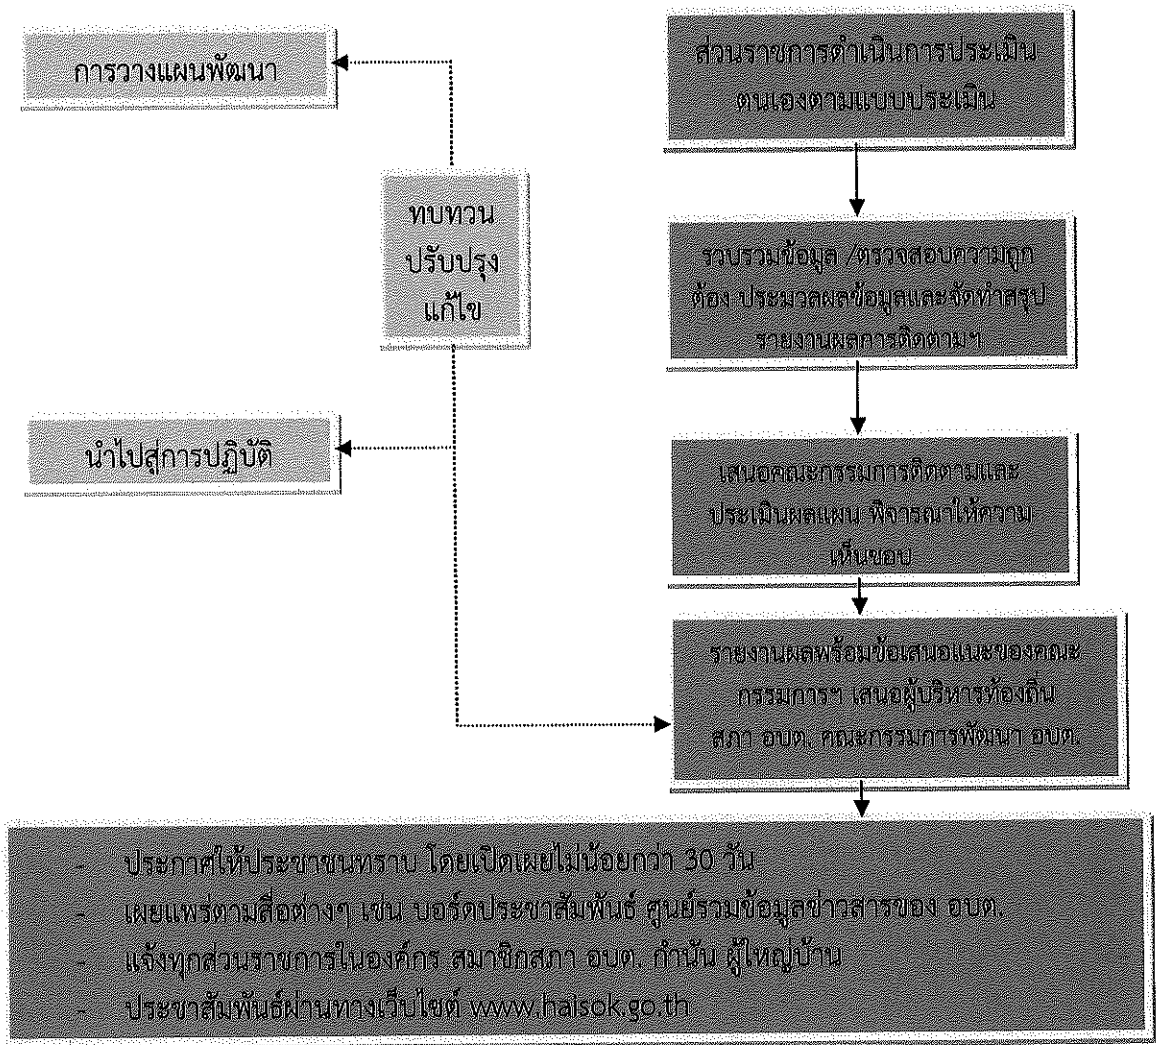 การวางแผนพัฒนา
ส่วนราชการดำเนินการประเมิน
ตนเองตามแบบประเมิน
ทบทวน
ปรับปรุง
แก้ไข
รวบรวมข้อมูล /ตรวจสอบความถูก
ต้อง ประมวลผลข้อมูลและจัดทำสรุป
รายงานผลการติดตามฯ
นำไปสู่การปฏิบัติ
เสนอคณะกรรมการติดตามและ
ประเมินผลแผน พิจารณาให้ความ
เห็นชอบ
รายงานผลพร้อมข้อเสนอแนะของคณะ
กรรมการฯ เสนอผู้บริหารท้องถิ่น
สภา อบต. คณะกรรมการพัฒนา อบต.
- ประกาศให้ประชาชนทราบ โดยเปิดเผยไม่น้อยกว่า 30 วัน
- เผยแพร่ตามสื่อต่างๆ เช่น บอร์ดประชาสัมพันธ์ ศูนย์รวมข้อมูลข่าวสารของ อบต.
- แจ้งทุกส่วนราชการในองค์กร สมาชิกสภา อบต. กำนัน ผู้ใหญ่บ้าน
- ประชาสัมพันธ์ผ่านทางเว็บไซต์ www.haisok.go.th